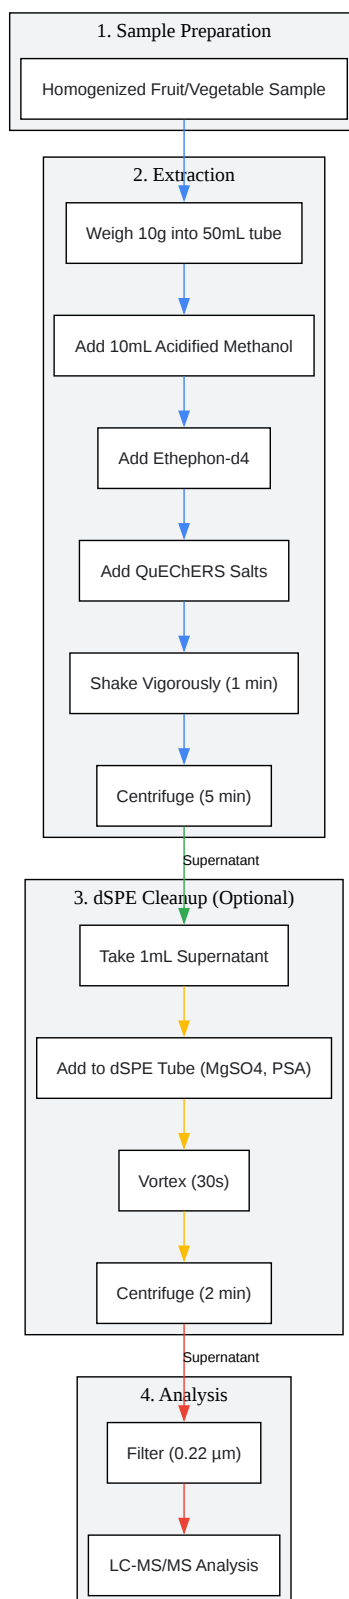 1. Sample Preparation
Homogenized Fruit/Vegetable Sample
2. Extraction
Weigh 10g into 50mL tube
Add 10mL Acidified Methanol
Add Ethephon-d4
Add QuEChERS Salts
Shake Vigorously (1 min)
Centrifuge (5 min)
Supernatant
3. dSPE Cleanup (Optional)
Take 1mL Supernatant
Add to dSPE Tube (MgSO4, PSA)
Vortex (30s)
Centrifuge (2 min)
Supernatant
4. Analysis
Filter (0.22 µm)
LC-MS/MS Analysis